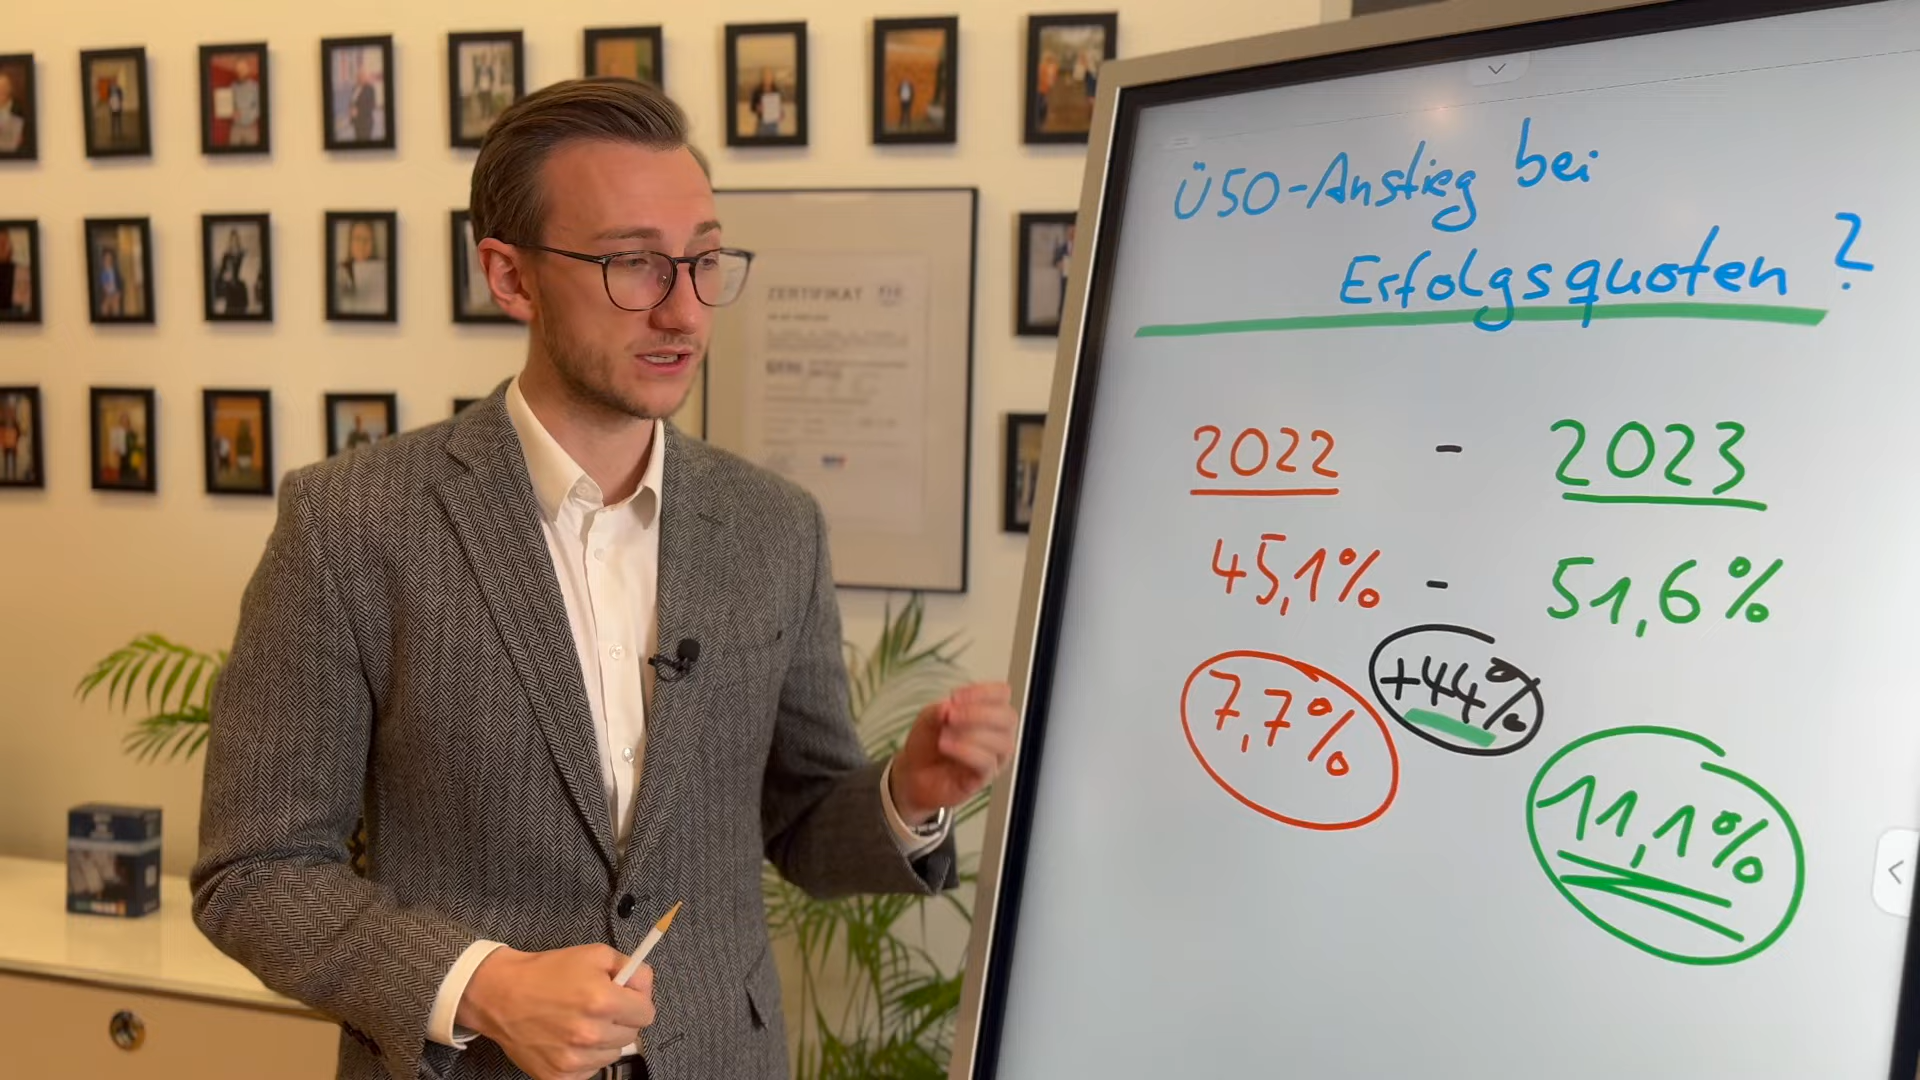 ZERTIFIKAT
Ü50-Anstieg bei
Erfolgsquoten?
2022 - 2023
45,1% - 51,6%
+44%
7,7%
11,1%